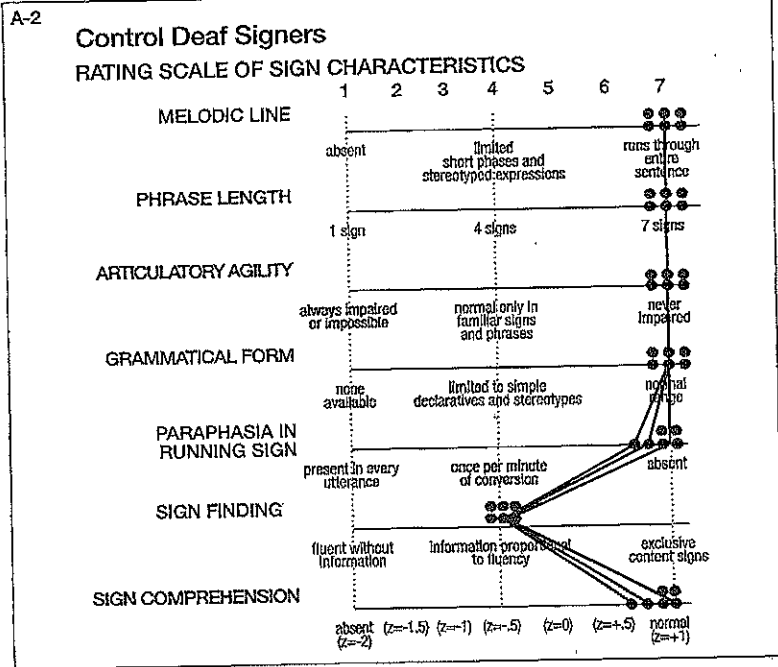 A-2
Control Deaf Signers
RATING SCALE OF SIGN CHARACTERISTICS
1 2 3 4 5 6 7
MELODIC LINE
absent
limited
short phases and
stereotyped expressions
runs through
entire
sentence
PHRASE LENGTH
1 sign
4 signs
7 signs
ARTICULATORY AGILITY
always impaired
or impossible
normal only in
familiar signs
and phrases
never
impaired
GRAMMATICAL FORM
none
available
limited to simple
declaratives and stereotypes
normal
range
PARAPHASIA IN
RUNNING SIGN
present in every
utterance
once per minute
of conversion
absent
SIGN FINDING
fluent without
information
information proportional
to fluency
exclusive
content signs
SIGN COMPREHENSION
absent (z=-1.5) (z=-1) (z=-.5) (z=0) (z=+.5) normal
(z=-2) (z=+1)